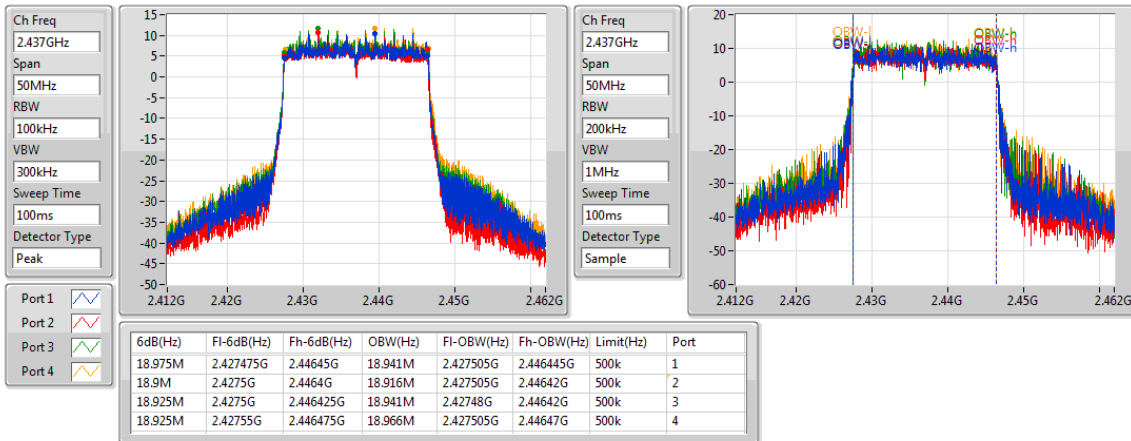 Ch Freq
2.437GHz
Span
50MHz
RBW
100kHz
VBW
300kHz
Sweep Time
100ms
Detector Type
Peak
15
10
5
0
-5
-10
-15
-20
-25
-30
-35
-40
-45
-50
2.412G 2.42G 2.43G 2.44G 2.45G 2.462G
Ch Freq
2.437GHz
Span
50MHz
RBW
200kHz
VBW
1MHz
Sweep Time
100ms
Detector Type
Sample
20
10
0
-10
-20
-30
-40
-50
-60
OBW-l OBW-h
2.412G 2.42G 2.43G 2.44G 2.45G 2.462G
Port 1
Port 2
Port 3
Port 4
6dB(Hz) Fl-6dB(Hz) Fh-6dB(Hz) OBW(Hz) Fl-OBW(Hz) Fh-OBW(Hz) Limit(Hz) Port
18.975M 2.427475G 2.44645G 18.941M 2.427505G 2.446445G 500k 1
18.9M 2.4275G 2.4464G 18.916M 2.427505G 2.44642G 500k 2
18.925M 2.4275G 2.446425G 18.941M 2.42748G 2.44642G 500k 3
18.925M 2.42755G 2.446475G 18.966M 2.427505G 2.44647G 500k 4